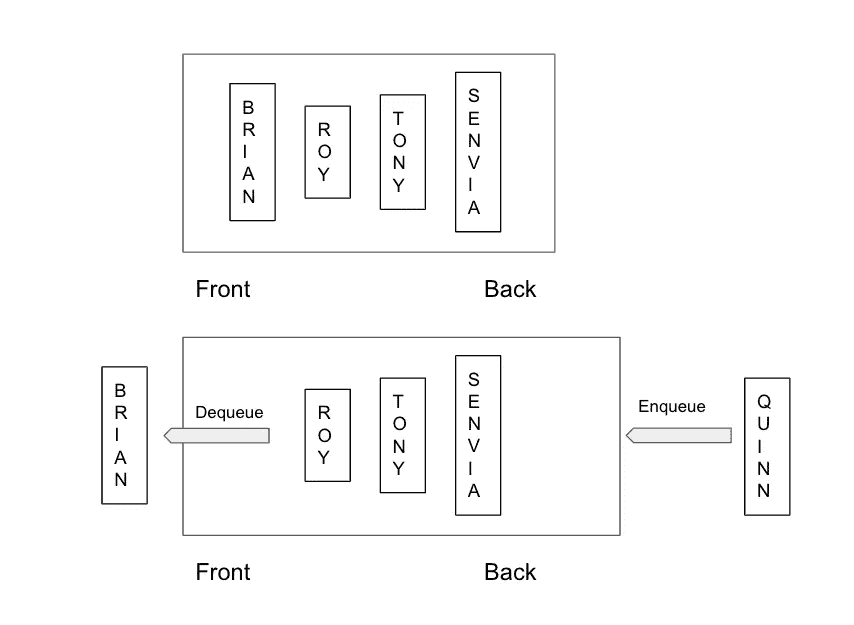 BRIAN
ROY
TONY
SENVIA
Front
Back
BRIAN
Dequeue
ROY
TONY
SENVIA
Enqueue
QUINN
Front
Back